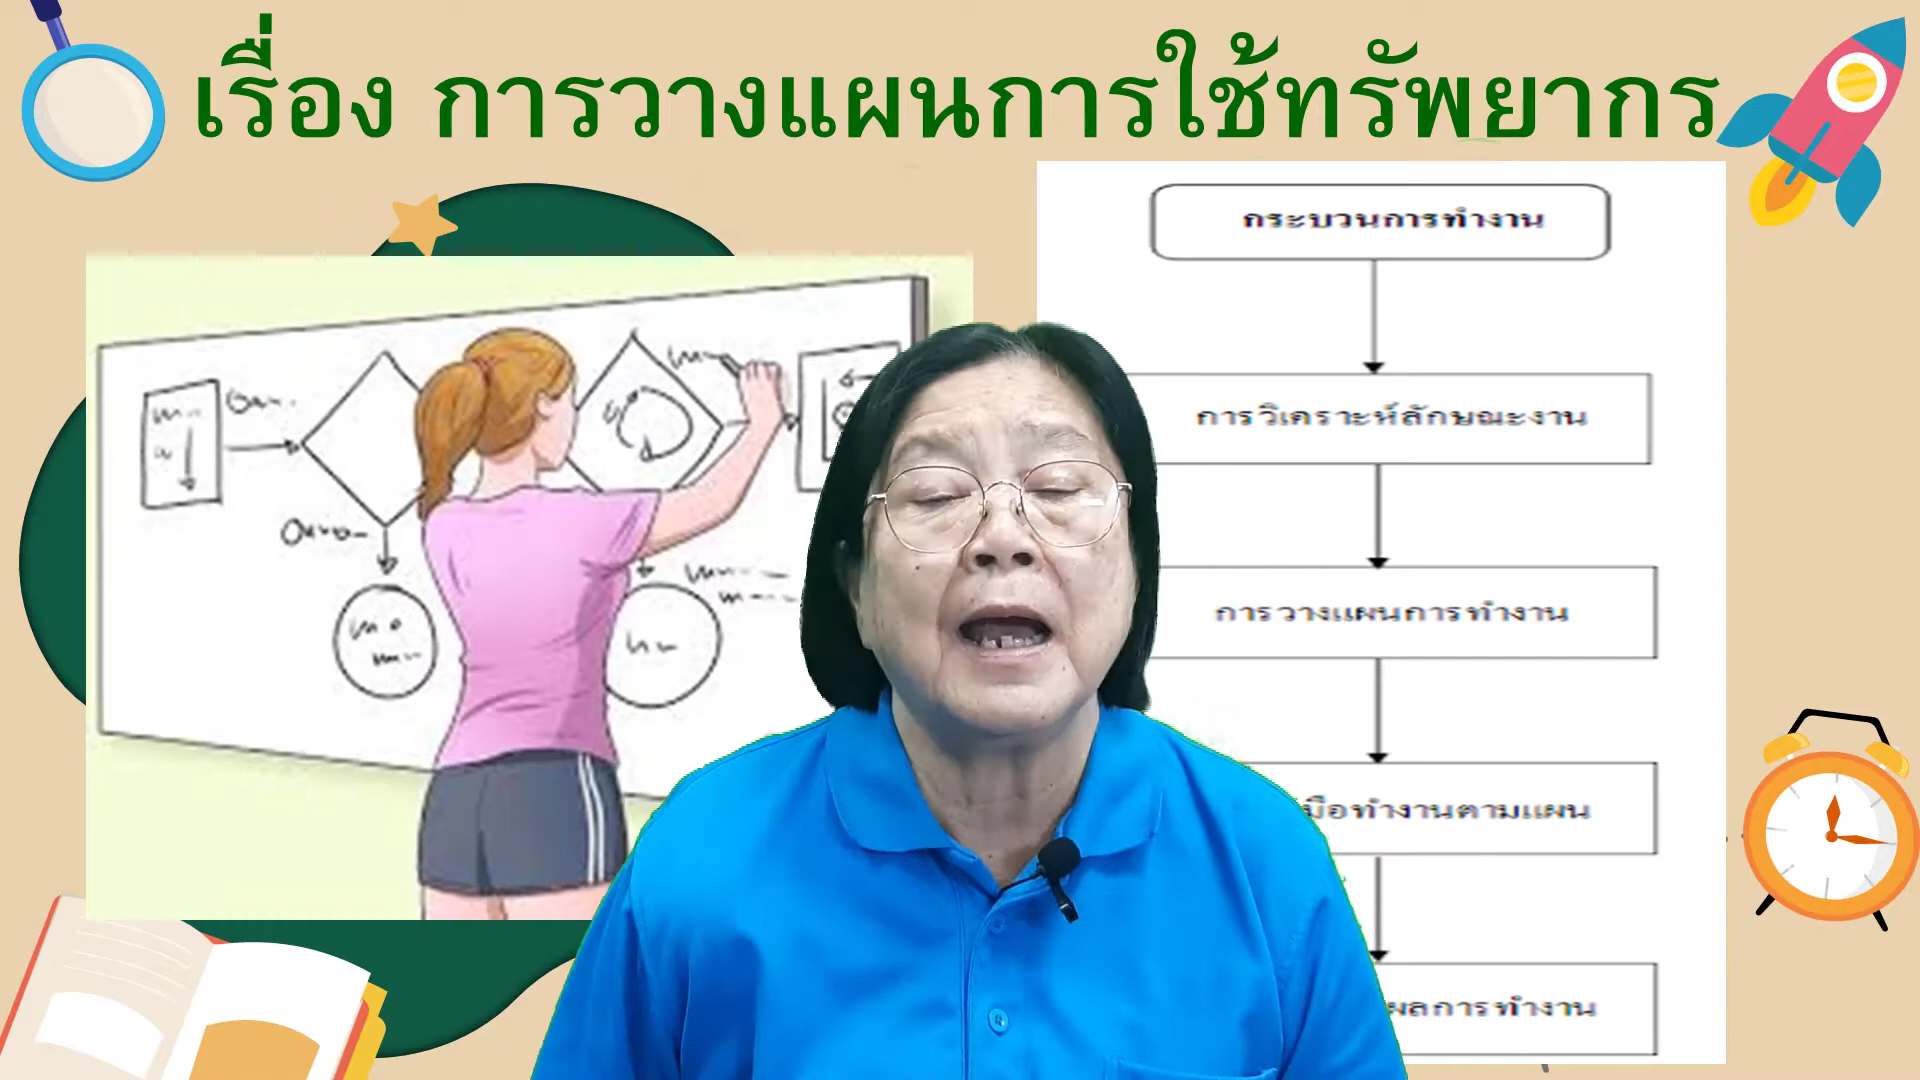 เรื่อง การวางแผนการใช้ทรัพยากร
กระบวนการทำงาน
การวิเคราะห์ลักษณะงาน
การวางแผนการทำงาน
มือทำงานตามแผน
ผลการทำงาน